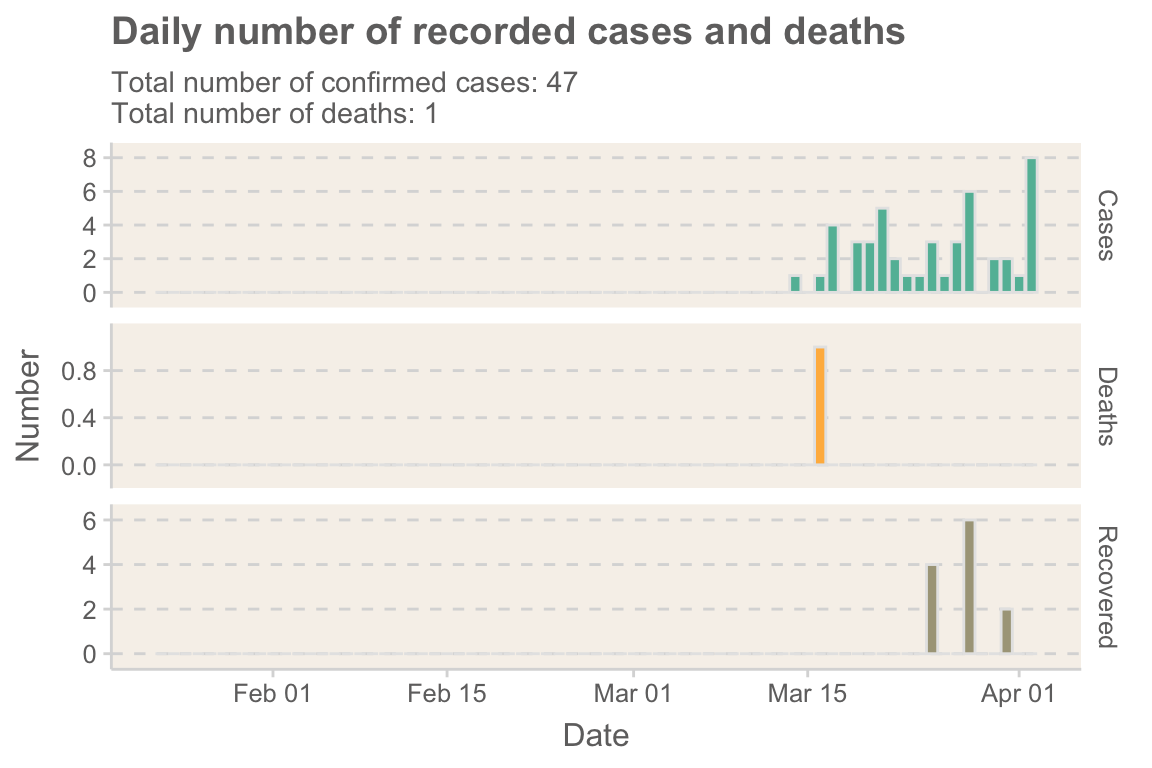 Daily number of recorded cases and deaths
Total number of confirmed cases: 47
Total number of deaths: 1
8
6
4
2
0
Cases
0.8
0.4
0.0
Deaths
Number
6
4
2
0
Recovered
Feb 01 Feb 15 Mar 01 Mar 15 Apr 01
Date